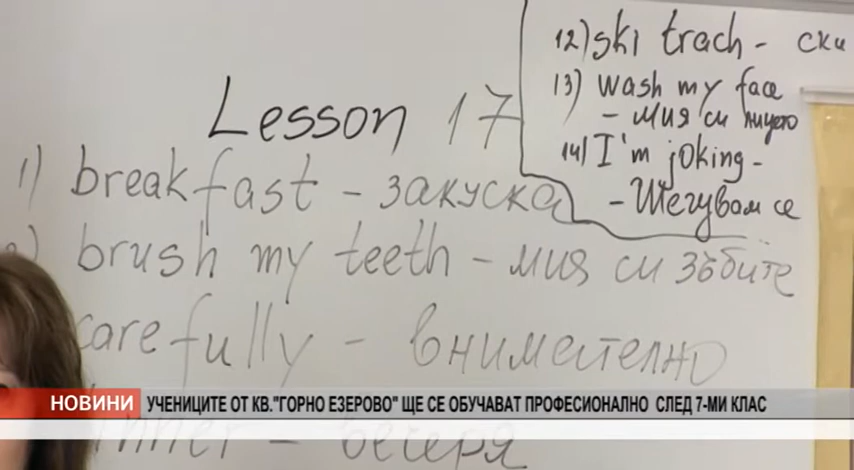 Lesson 17
1) breakfast - закуска
2) brush my teeth - мия си зъбите
carefully - внимателно
dinner - вечеря
12) ski trach - ски
13) wash my face
- мия си лицето
14) I'm joking -
- Шегувам се
НОВИНИ УЧЕНИЦИТЕ ОТ КВ."ГОРНО ЕЗЕРОВО" ЩЕ СЕ ОБУЧАВАТ ПРОФЕСИОНАЛНО СЛЕД 7-МИ КЛАС